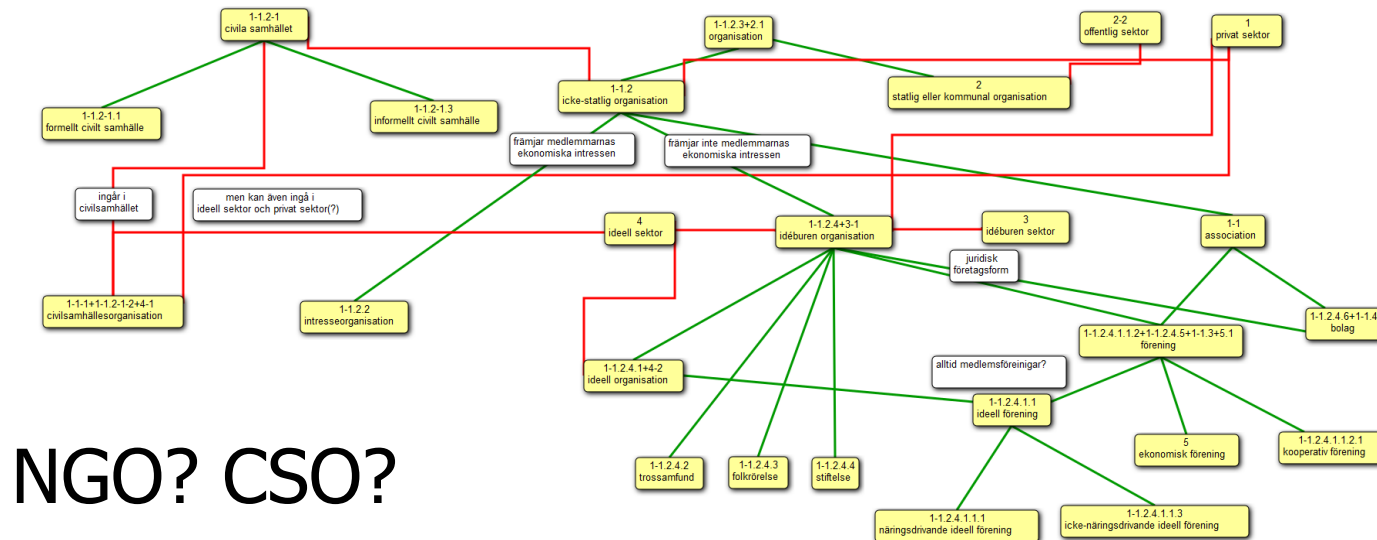 1-1.2-1
civila samhället
1-1.2.3+2.1
organisation
2-2
offentlig sektor
1
privat sektor
1-1.2
icke-statlig organisation
2
statlig eller kommunal organisation
1-1.2-1.1
formellt civilt samhälle
1-1.2-1.3
informellt civilt samhälle
främjar medlemmarnas
ekonomiska intressen
främjar inte medlemmarnas
ekonomiska intressen
ingår i
civilsamhället
men kan även ingå i
ideell sektor och privat sektor(?)
4
ideell sektor
1-1.2.4+3-1
idéburen organisation
3
idéburen sektor
1-1
association
juridisk
företagsform
1-1-1+1-1.2-1-2+4-1
civilsamhällesorganisation
1-1.2.2
intresseorganisation
1-1.2.4.6+1-1.4
bolag
1-1.2.4.1.1.2+1-1.2.4.5+1-1.3+5.1
förening
1-1.2.4.1+4-2
ideell organisation
alltid medlemsföreinigar?
1-1.2.4.1.1
ideell förening
5
ekonomisk förening
1-1.2.4.1.1.2.1
kooperativ förening
1-1.2.4.2
trossamfund
1-1.2.4.3
folkrörelse
1-1.2.4.4
stiftelse
NGO? CSO?
1-1.2.4.1.1.1
näringsdrivande ideell förening
1-1.2.4.1.1.3
icke-näringsdrivande ideell förening